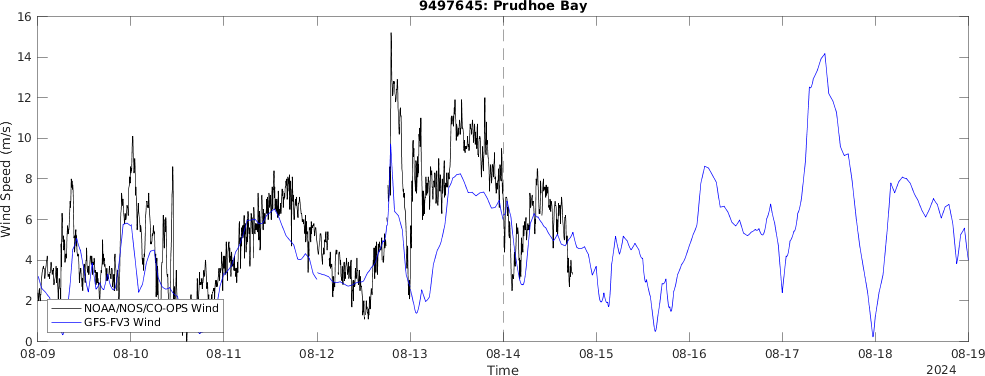 9497645: Prudhoe Bay
Wind Speed (m/s)
16
14
12
10
8
6
4
2
0
NOAA/NOS/CO-OPS Wind
GFS-FV3 Wind
08-09 08-10 08-11 08-12 08-13 08-14 08-15 08-16 08-17 08-18 08-19
Time
2024